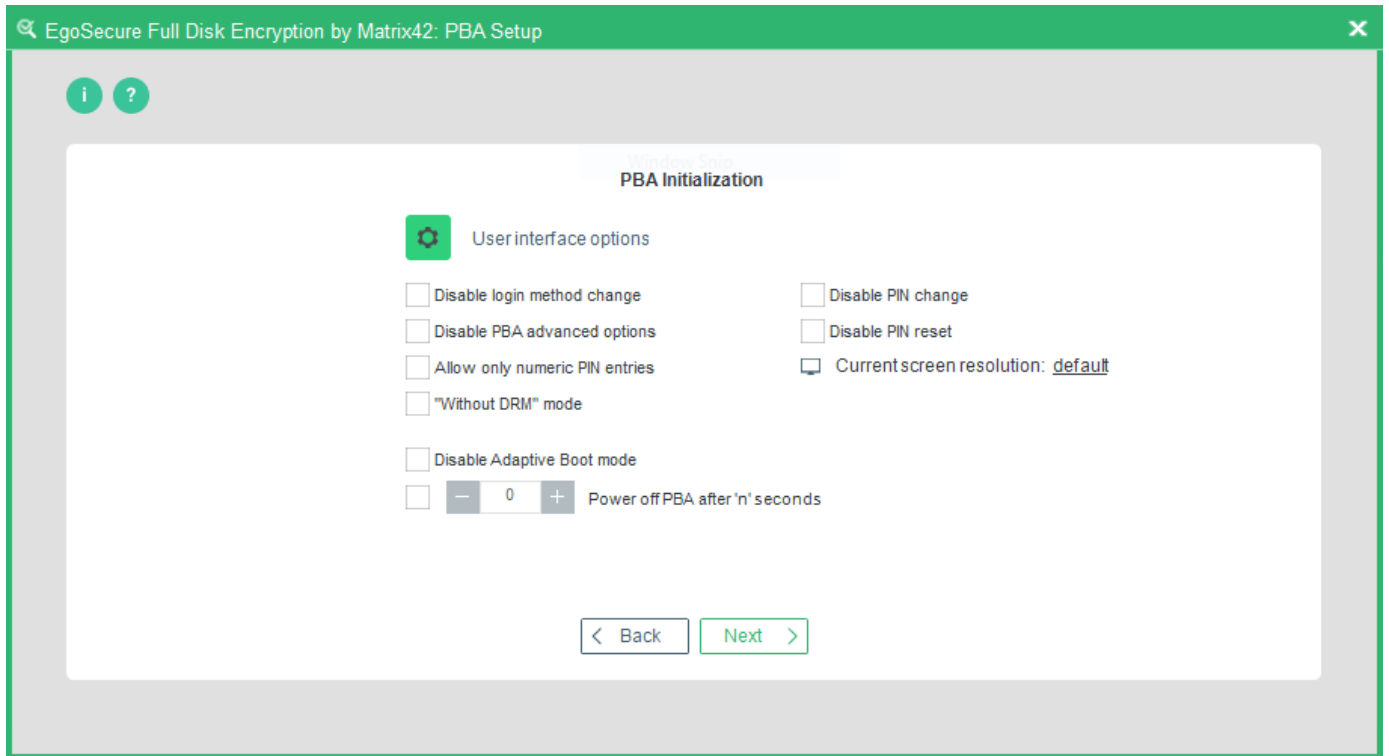 EgoSecure Full Disk Encryption by Matrix42: PBA Setup
i ?
Window Snip
PBA Initialization
User interface options
Disable login method change
Disable PIN change
Disable PBA advanced options
Disable PIN reset
Allow only numeric PIN entries
Current screen resolution: default
"Without DRM" mode
Disable Adaptive Boot mode
0 Power off PBA after 'n' seconds
Back
Next